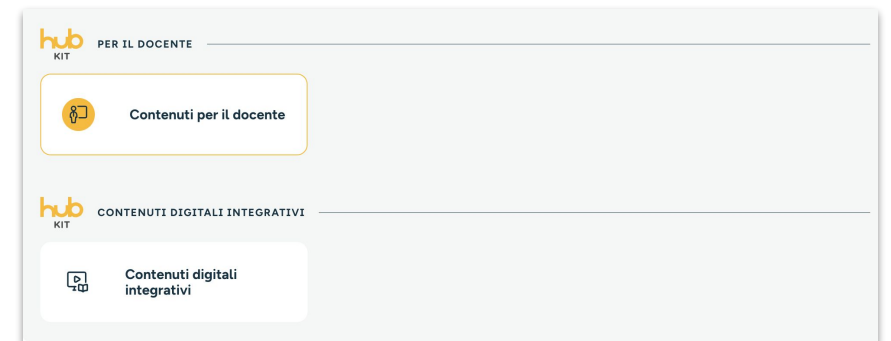 hub
KIT
PER IL DOCENTE
Contenuti per il docente
hub
KIT
CONTENUTI DIGITALI INTEGRATIVI
Contenuti digitali
integrativi